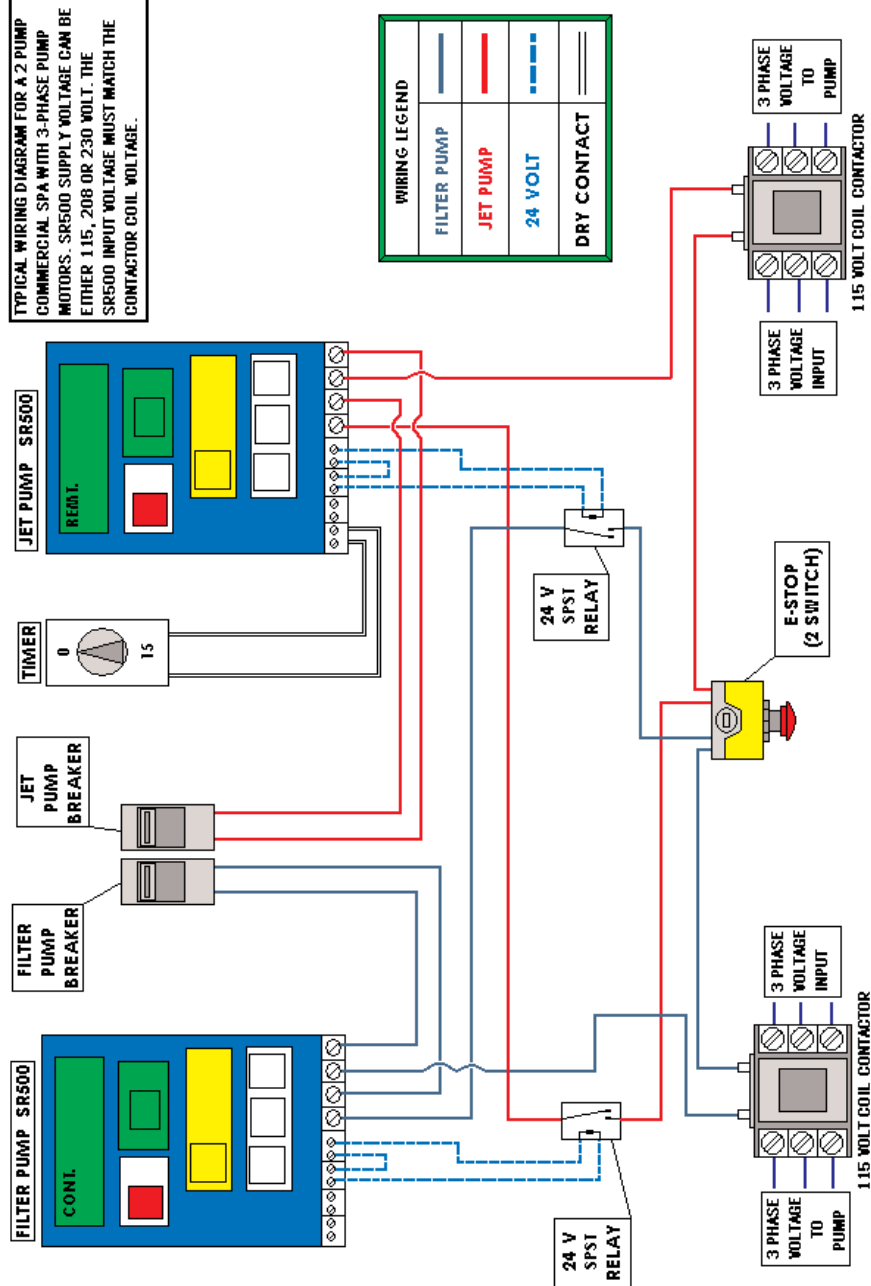 TYPICAL WIRING DIAGRAM FOR A 2 PUMP
COMMERCIAL SPA WITH 3-PHASE PUMP
MOTORS. SR500 SUPPLY VOLTAGE CAN BE
EITHER 115, 208 OR 230 VOLT. THE
SR500 INPUT VOLTAGE MUST MATCH THE
CONTACTOR COIL VOLTAGE.
FILTER PUMP SR500
CONT.
FILTER
PUMP
BREAKER
JET
PUMP
BREAKER
TIMER
0
15
JET PUMP SR500
REMT.
WIRING LEGEND
FILTER PUMP
JET PUMP
24 VOLT
DRY CONTACT
24 V
SPST
RELAY
24 V
SPST
RELAY
E-STOP
(2 SWITCH)
3 PHASE
VOLTAGE
TO
PUMP
3 PHASE
VOLTAGE
INPUT
115 VOLT COIL CONTACTOR
3 PHASE
VOLTAGE
INPUT
3 PHASE
VOLTAGE
TO
PUMP
115 VOLT COIL CONTACTOR